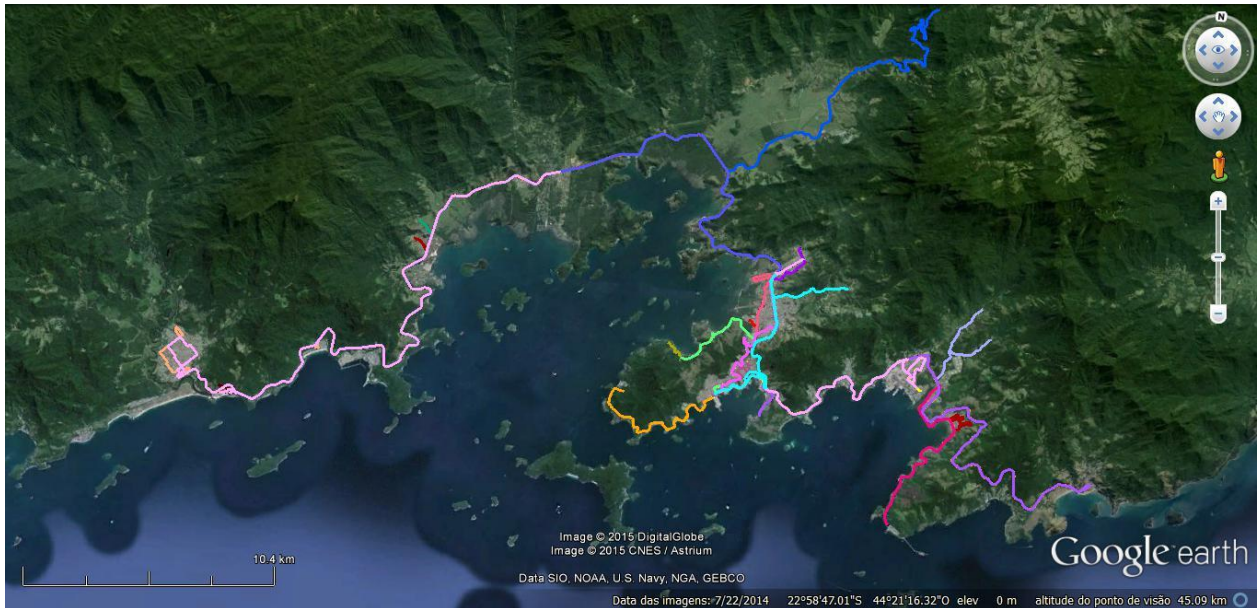 N
10.4 km
Image © 2015 DigitalGlobe
Image © 2015 CNES / Astrium
Data SIO, NOAA, U.S. Navy, NGA, GEBCO
Google earth
Data das imagens: 7/22/2014 22°58'47.01"S 44°21'16.32"O elev 0 m altitude do ponto de visão 45.09 km